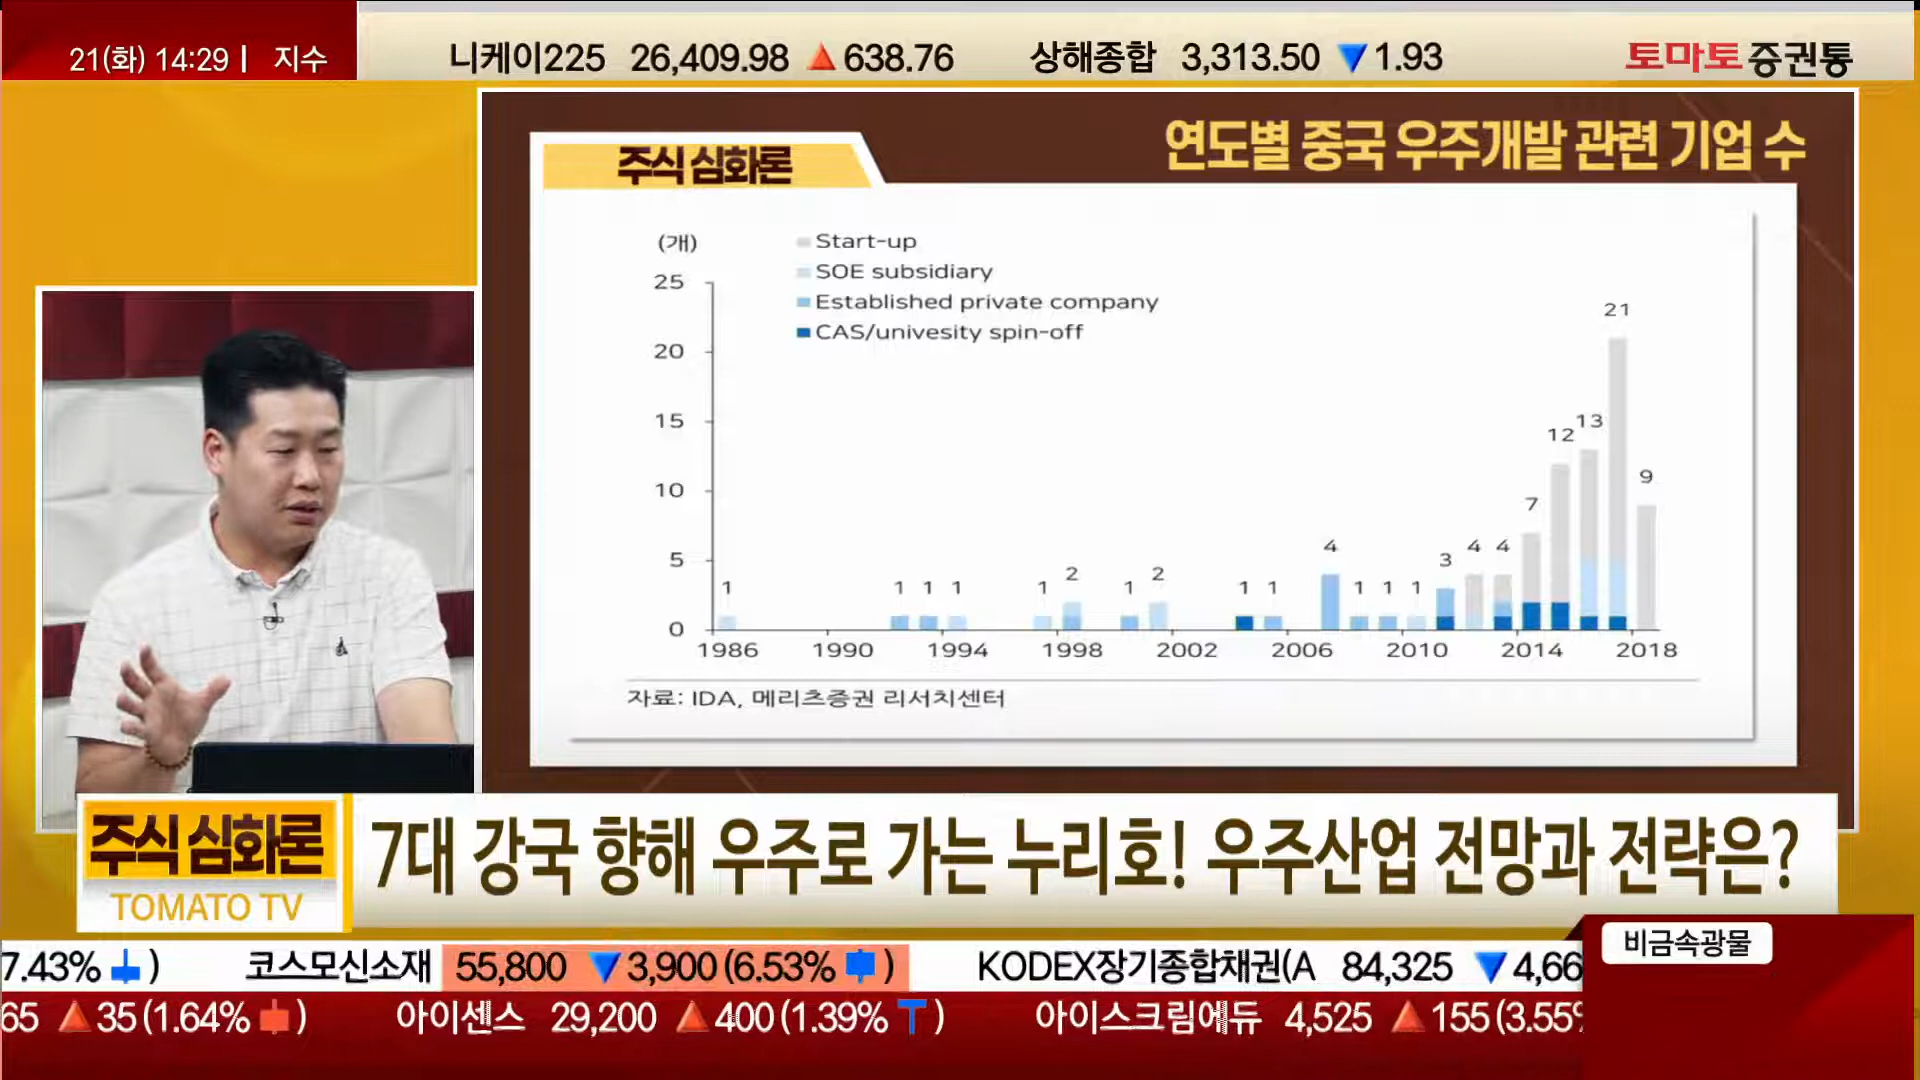 21(화) 14:29 | 지수 니케이225 26,409.98 ▲638.76 상해종합 3,313.50 ▼1.93 토마토증권통
연도별 중국 우주개발 관련 기업 수
주식 심화론
(개)
Start-up
SOE subsidiary
Established private company
CAS/univesity spin-off
25
20
15
10
5
0
1 1 1 1 1 2 1 2 1 1 4 1 1 1 3 4 4 7 12 13 21 9
1986 1990 1994 1998 2002 2006 2010 2014 2018
자료: IDA, 메리츠증권 리서치센터
주식 심화론
TOMATO TV
7대 강국 향해 우주로 가는 누리호! 우주산업 전망과 전략은?
비금속광물
7.43% ) 코스모신소재 55,800 ▼3,900 (6.53% ) KODEX장기종합채권(A 84,325 ▼4,66
65 ▲35 (1.64% ) 아이센스 29,200 ▲400 (1.39% ) 아이스크림에듀 4,525 ▲155 (3.55%